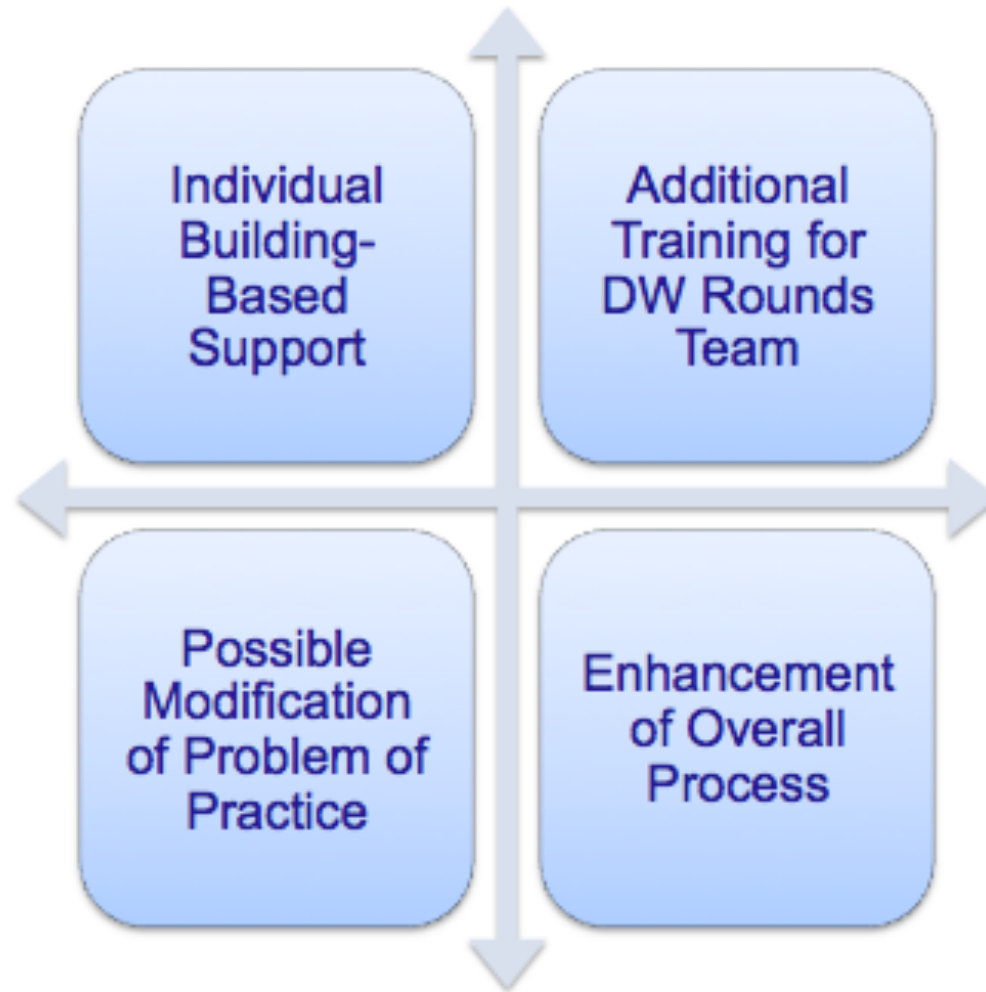 Individual
Building-
Based
Support
Additional
Training for
DW Rounds
Team
Possible
Modification
of Problem of
Practice
Enhancement
of Overall
Process